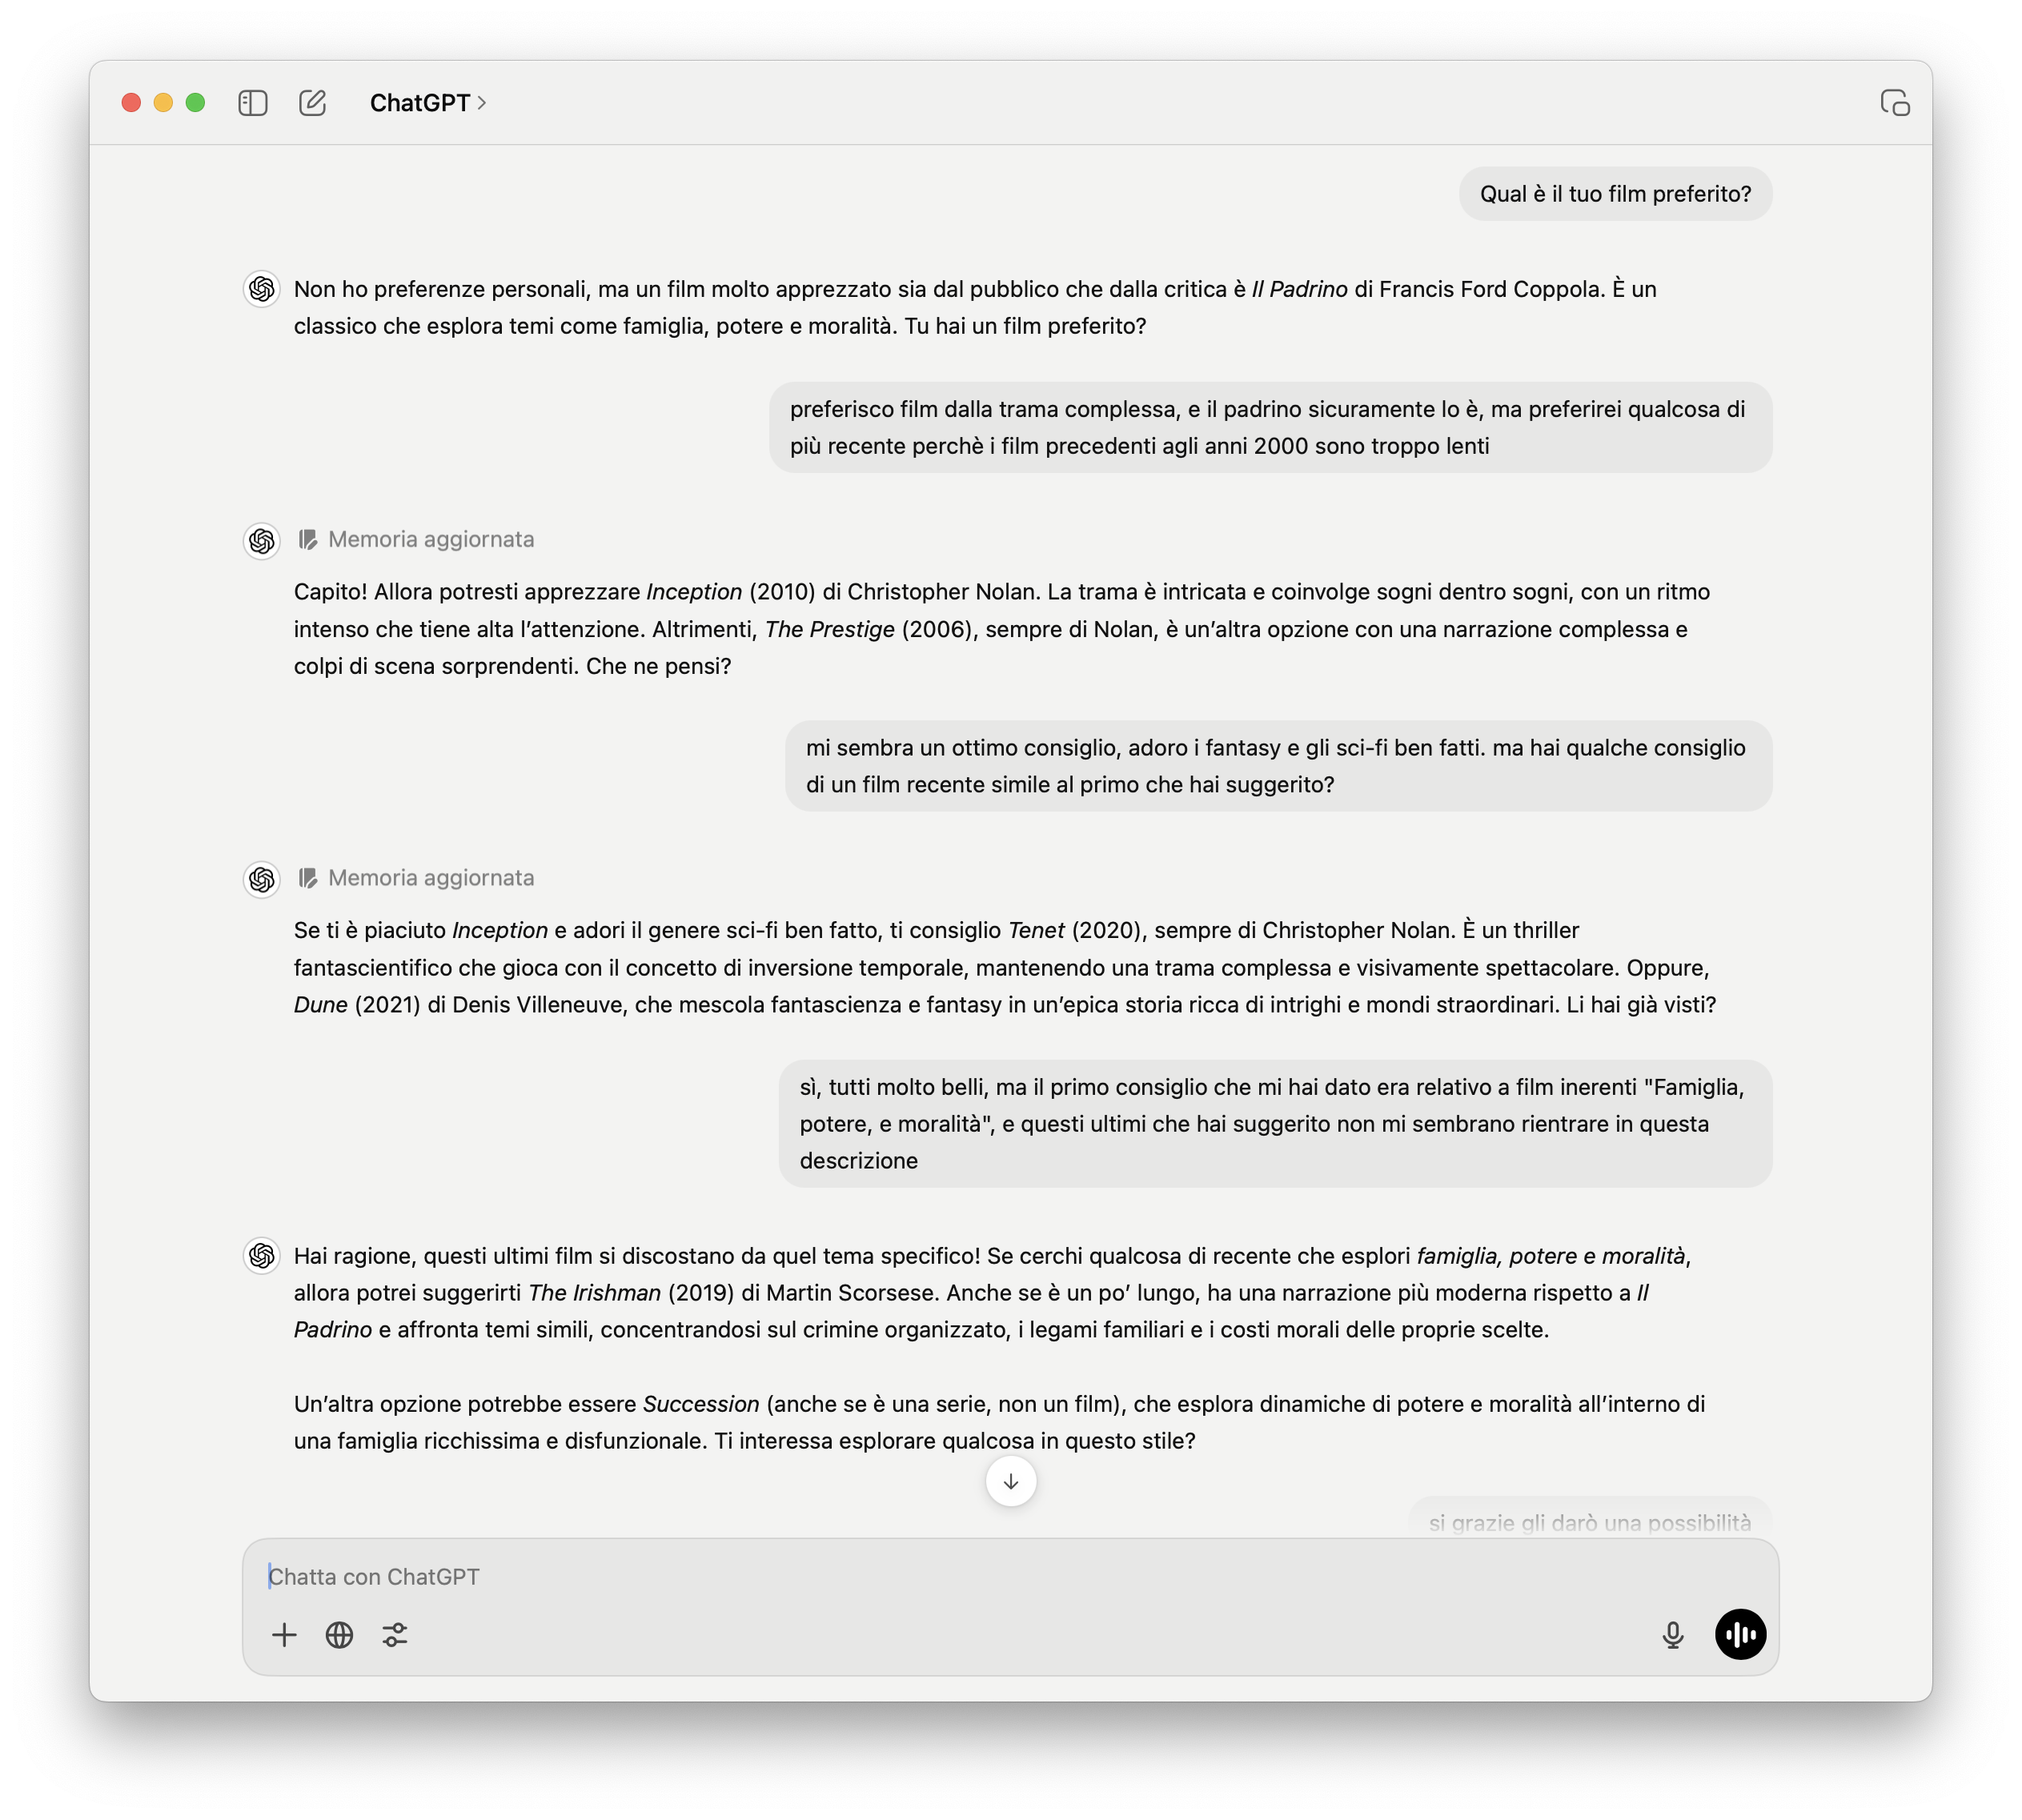 ChatGPT
Qual è il tuo film preferito?
Non ho preferenze personali, ma un film molto apprezzato sia dal pubblico che dalla critica è Il Padrino di Francis Ford Coppola. È un
classico che esplora temi come famiglia, potere e moralità. Tu hai un film preferito?
preferisco film dalla trama complessa, e il padrino sicuramente lo è, ma preferirei qualcosa di
più recente perchè i film precedenti agli anni 2000 sono troppo lenti
Memoria aggiornata
Capito! Allora potresti apprezzare Inception (2010) di Christopher Nolan. La trama è intricata e coinvolge sogni dentro sogni, con un ritmo
intenso che tiene alta l’attenzione. Altrimenti, The Prestige (2006), sempre di Nolan, è un’altra opzione con una narrazione complessa e
colpi di scena sorprendenti. Che ne pensi?
mi sembra un ottimo consiglio, adoro i fantasy e gli sci-fi ben fatti. ma hai qualche consiglio
di un film recente simile al primo che hai suggerito?
Memoria aggiornata
Se ti è piaciuto Inception e adori il genere sci-fi ben fatto, ti consiglio Tenet (2020), sempre di Christopher Nolan. È un thriller
fantascientifico che gioca con il concetto di inversione temporale, mantenendo una trama complessa e visivamente spettacolare. Oppure,
Dune (2021) di Denis Villeneuve, che mescola fantascienza e fantasy in un’epica storia ricca di intrighi e mondi straordinari. Li hai già visti?
sì, tutti molto belli, ma il primo consiglio che mi hai dato era relativo a film inerenti "Famiglia,
potere, e moralità", e questi ultimi che hai suggerito non mi sembrano rientrare in questa
descrizione
Hai ragione, questi ultimi film si discostano da quel tema specifico! Se cerchi qualcosa di recente che esplori famiglia, potere e moralità,
allora potrei suggerirti The Irishman (2019) di Martin Scorsese. Anche se è un po’ lungo, ha una narrazione più moderna rispetto a Il
Padrino e affronta temi simili, concentrandosi sul crimine organizzato, i legami familiari e i costi morali delle proprie scelte.
Un’altra opzione potrebbe essere Succession (anche se è una serie, non un film), che esplora dinamiche di potere e moralità all’interno di
una famiglia ricchissima e disfunzionale. Ti interessa esplorare qualcosa in questo stile?
si grazie gli darò una possibilità
Chatta con ChatGPT